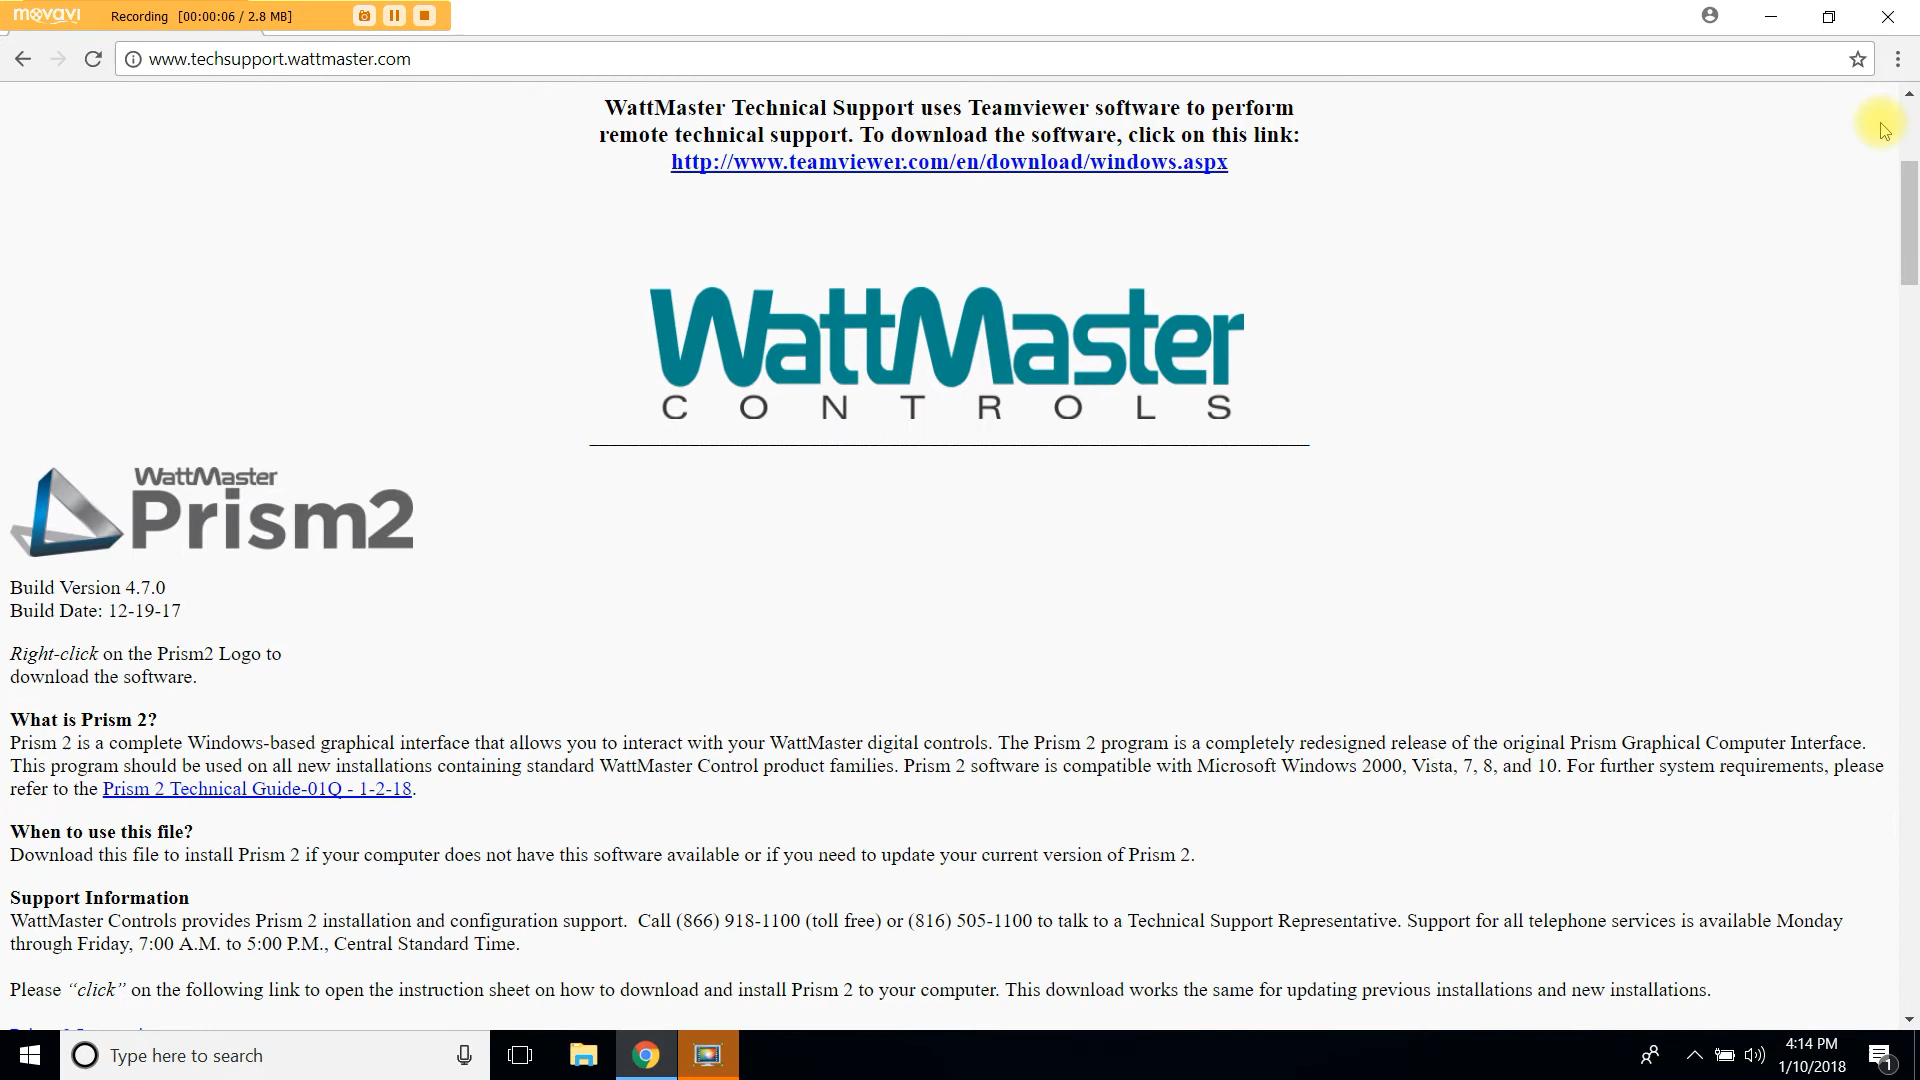 movavi Recording [00:00:06 / 2.8 MB]
www.techsupport.wattmaster.com
WattMaster Technical Support uses Teamviewer software to perform
remote technical support. To download the software, click on this link:
http://www.teamviewer.com/en/download/windows.aspx
WattMaster
CONTROLS
WattMaster
Prism2
Build Version 4.7.0
Build Date: 12-19-17
Right-click on the Prism2 Logo to
download the software.
What is Prism 2?
Prism 2 is a complete Windows-based graphical interface that allows you to interact with your WattMaster digital controls. The Prism 2 program is a completely redesigned release of the original Prism Graphical Computer Interface.
This program should be used on all new installations containing standard WattMaster Control product families. Prism 2 software is compatible with Microsoft Windows 2000, Vista, 7, 8, and 10. For further system requirements, please
refer to the Prism 2 Technical Guide-01Q - 1-2-18.
When to use this file?
Download this file to install Prism 2 if your computer does not have this software available or if you need to update your current version of Prism 2.
Support Information
WattMaster Controls provides Prism 2 installation and configuration support.  Call (866) 918-1100 (toll free) or (816) 505-1100 to talk to a Technical Support Representative. Support for all telephone services is available Monday
through Friday, 7:00 A.M. to 5:00 P.M., Central Standard Time.
Please “click” on the following link to open the instruction sheet on how to download and install Prism 2 to your computer. This download works the same for updating previous installations and new installations.
Type here to search
4:14 PM
1/10/2018
1